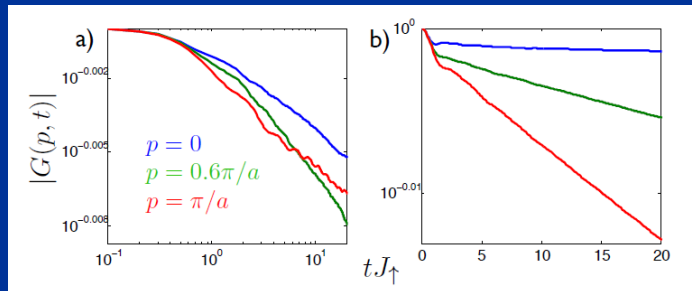 a)
10^{-0.002}
10^{-0.005}
10^{-0.008}
|G(p,t)|
p = 0
p = 0.6π/a
p = π/a
10^{-1}
10^{0}
10^{1}
b)
10^{0}
10^{-0.01}
0
5
10
15
20
tJ_↑